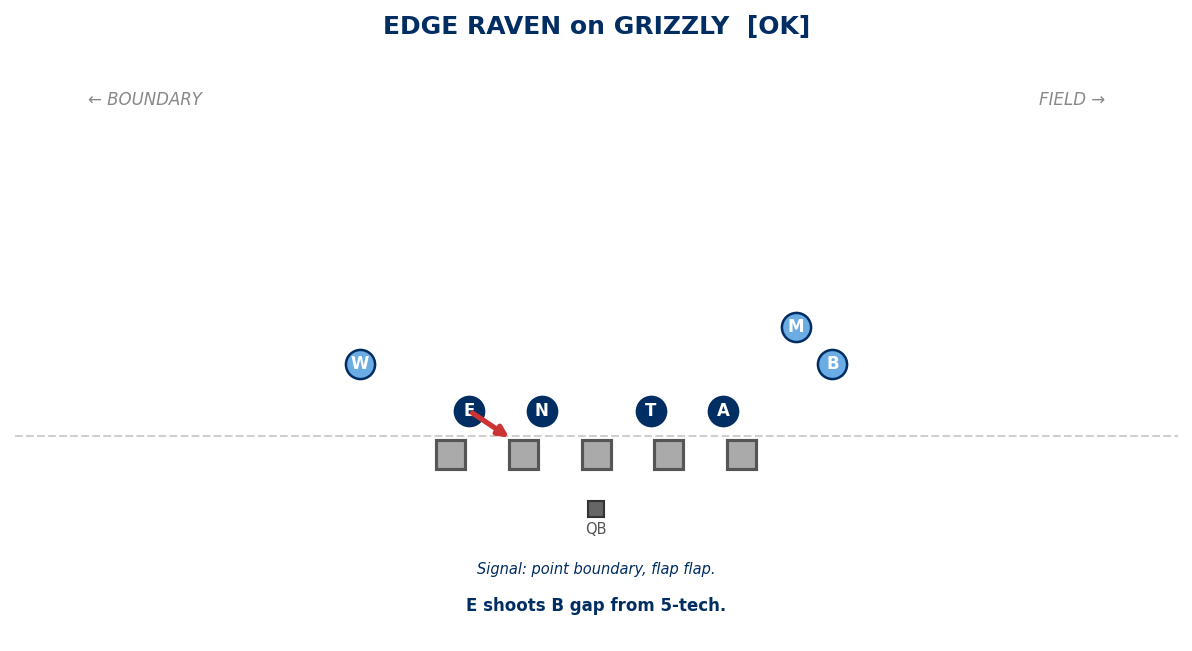 EDGE RAVEN on GRIZZLY  [OK]
← BOUNDARY
FIELD →
M
W
B
E
N
T
A
QB
Signal: point boundary, flap flap.
E shoots B gap from 5-tech.